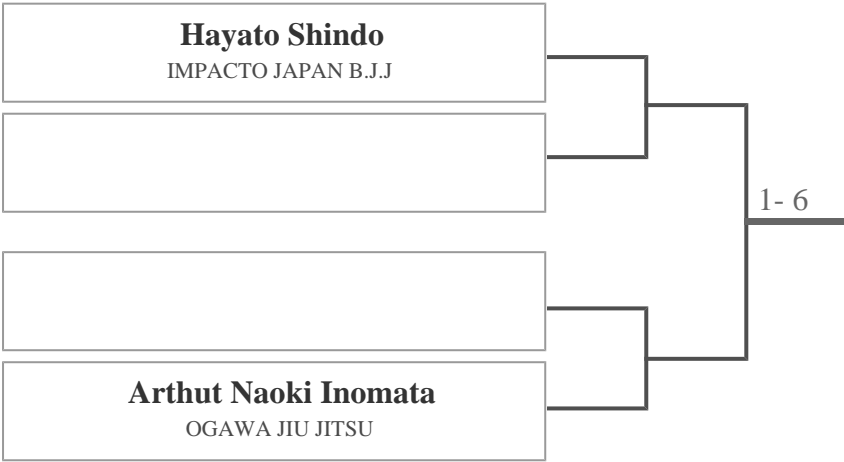 Hayato Shindo
IMPACTO JAPAN B.J.J
1- 6
Arthut Naoki Inomata
OGAWA JIU JITSU